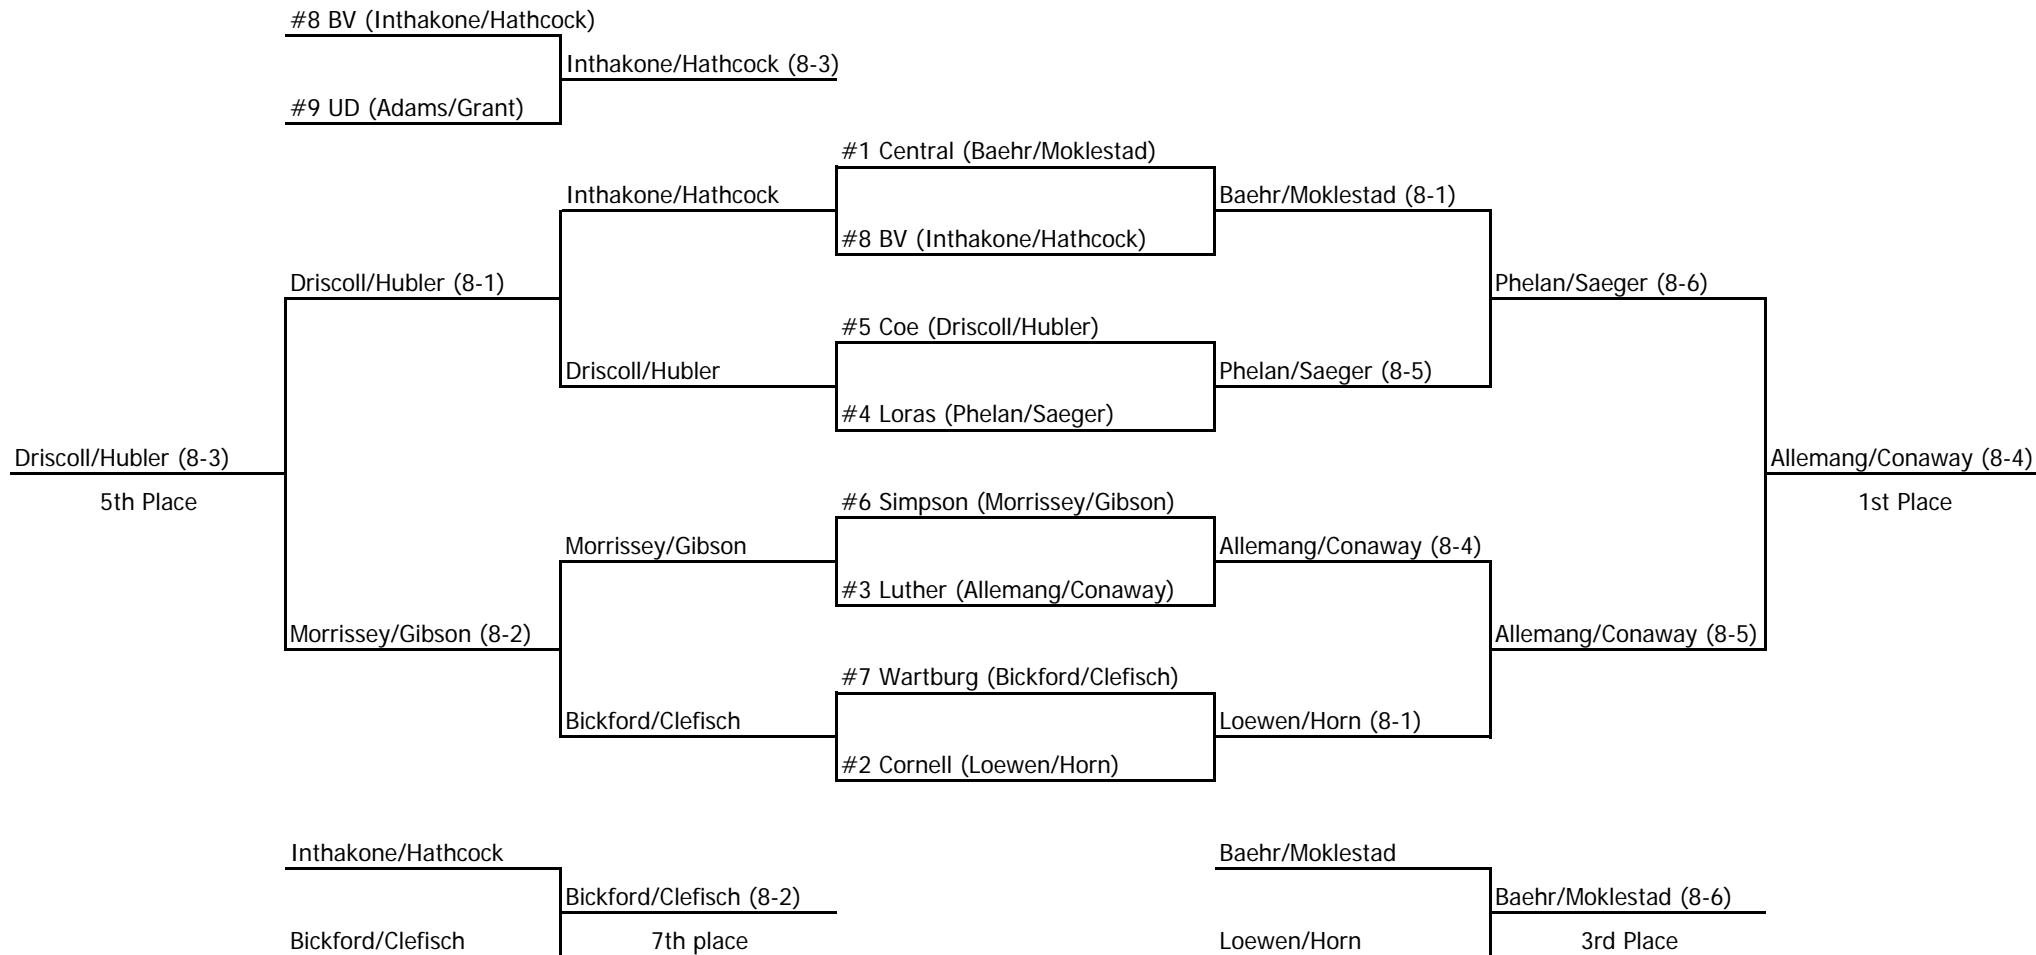 #8 BV (Inthakone/Hathcock)
Inthakone/Hathcock (8-3)
#9 UD (Adams/Grant)
#1 Central (Baehr/Moklestad)
Inthakone/Hathcock
Baehr/Moklestad (8-1)
#8 BV (Inthakone/Hathcock)
Driscoll/Hubler (8-1)
Phelan/Saeger (8-6)
#5 Coe (Driscoll/Hubler)
Driscoll/Hubler
Phelan/Saeger (8-5)
#4 Loras (Phelan/Saeger)
Driscoll/Hubler (8-3)
Allemang/Conaway (8-4)
5th Place
#6 Simpson (Morrissey/Gibson)
1st Place
Morrissey/Gibson
Allemang/Conaway (8-4)
#3 Luther (Allemang/Conaway)
Morrissey/Gibson (8-2)
Allemang/Conaway (8-5)
#7 Wartburg (Bickford/Clefisch)
Bickford/Clefisch
Loewen/Horn (8-1)
#2 Cornell (Loewen/Horn)
Inthakone/Hathcock
Baehr/Moklestad
Bickford/Clefisch (8-2)
Baehr/Moklestad (8-6)
Bickford/Clefisch
7th place
Loewen/Horn
3rd Place